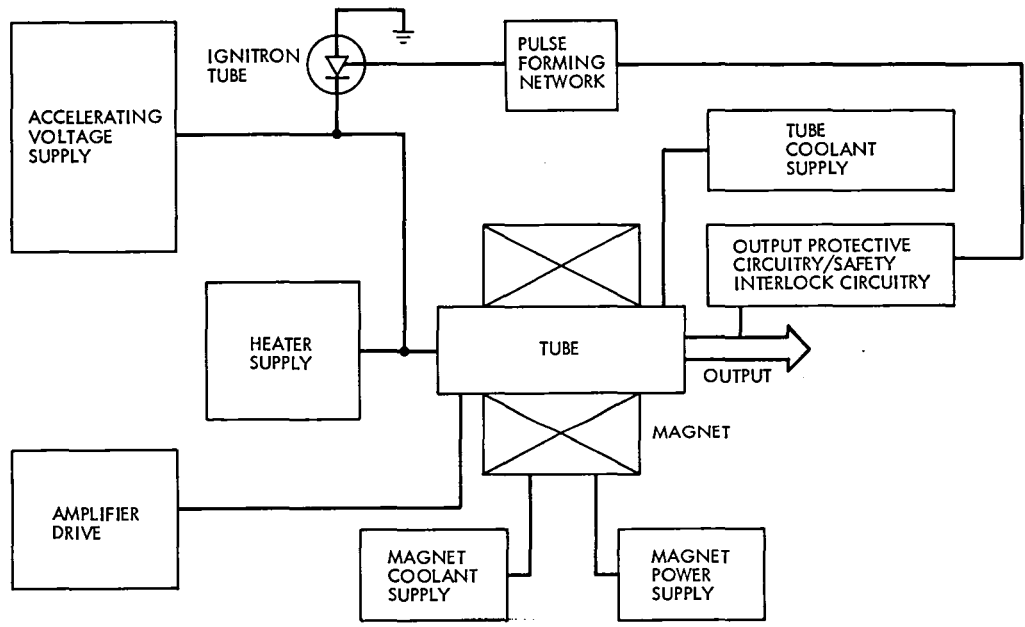 IGNITRON
TUBE
PULSE
FORMING
NETWORK
ACCELERATING
VOLTAGE
SUPPLY
TUBE
COOLANT
SUPPLY
OUTPUT PROTECTIVE
CIRCUITRY/SAFETY
INTERLOCK CIRCUITRY
HEATER
SUPPLY
TUBE
OUTPUT
MAGNET
AMPLIFIER
DRIVE
MAGNET
COOLANT
SUPPLY
MAGNET
POWER
SUPPLY